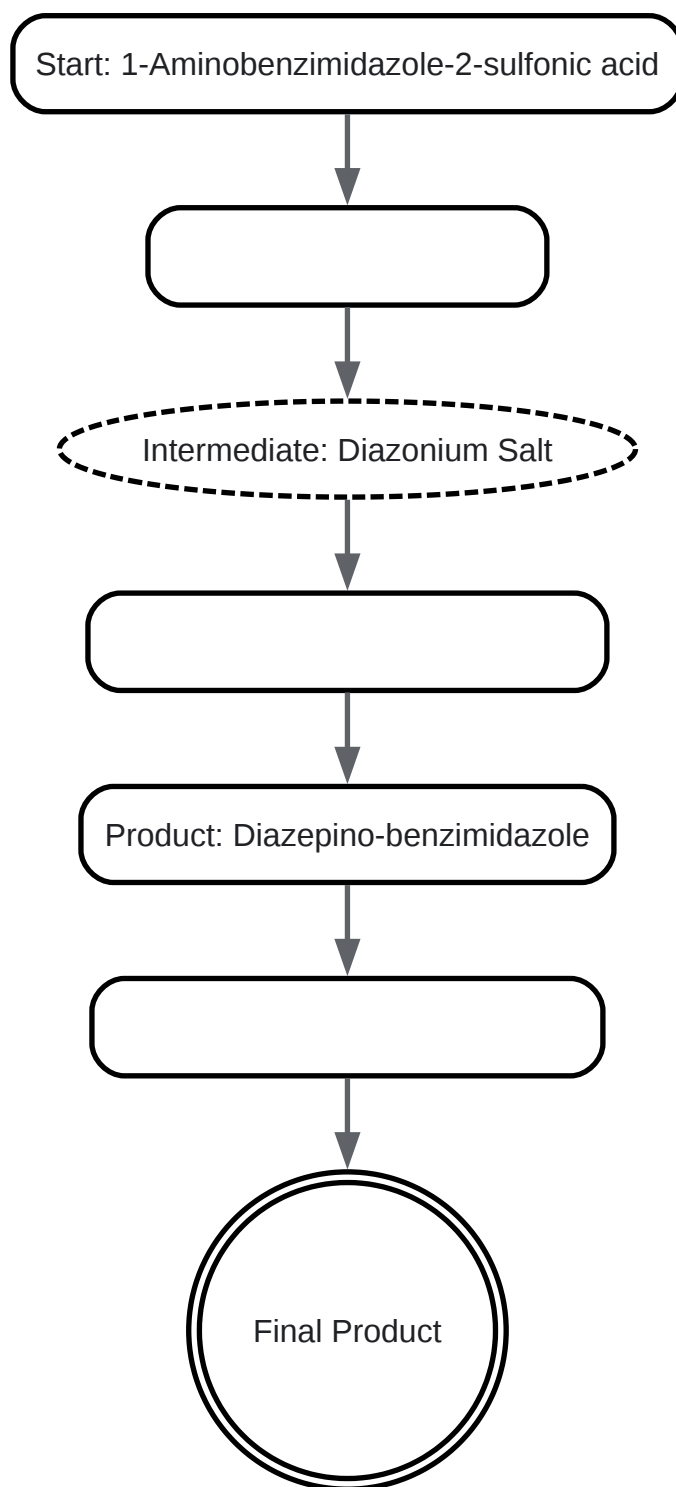 Start: 1-Aminobenzimidazole-2-sulfonic acid
Intermediate: Diazonium Salt
Product: Diazepino-benzimidazole
Final Product